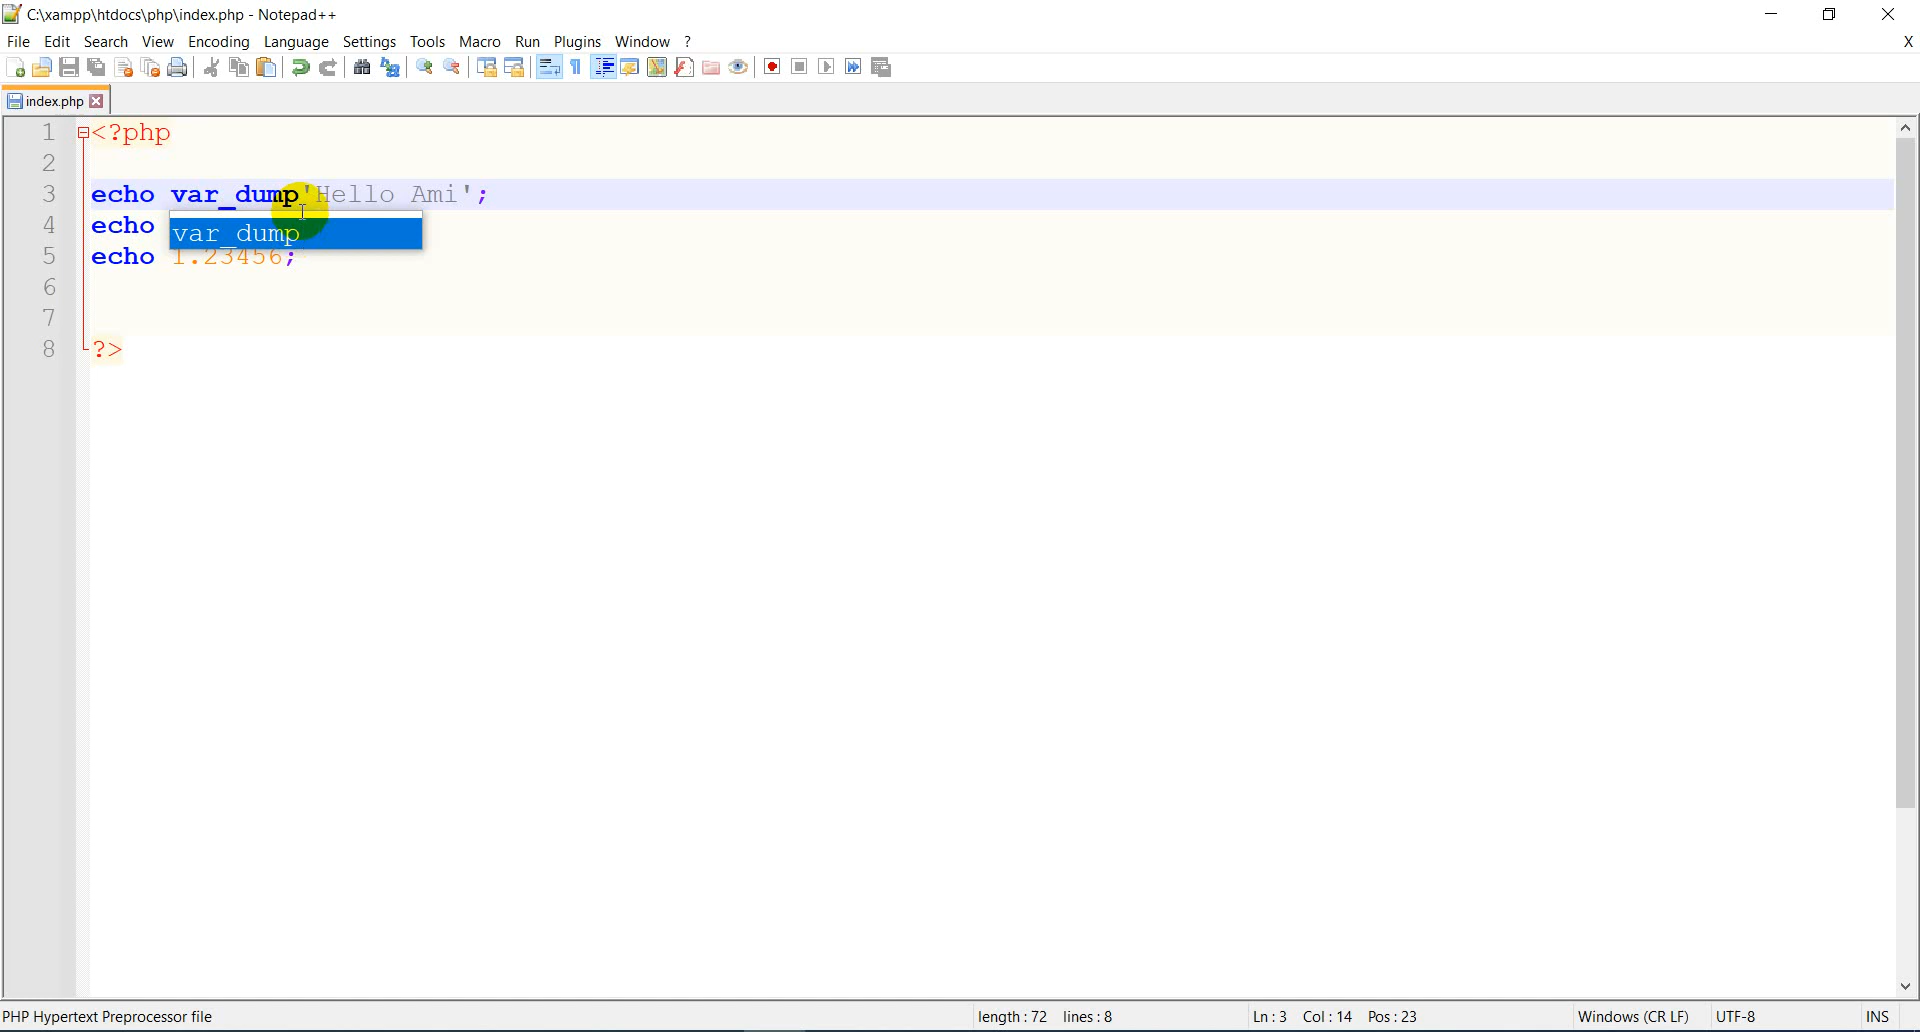 C:\xampp\htdocs\php\index.php - Notepad++
File Edit Search View Encoding Language Settings Tools Macro Run Plugins Window ? X
index.php
1 <?php
2
3 echo var_dump'Hello Ami';
4 echo
var_dump
5 echo 1.23456;
6
7
8 ?>
PHP Hypertext Preprocessor file length : 72 lines : 8 Ln : 3 Col : 14 Pos : 23 Windows (CR LF) UTF-8 INS